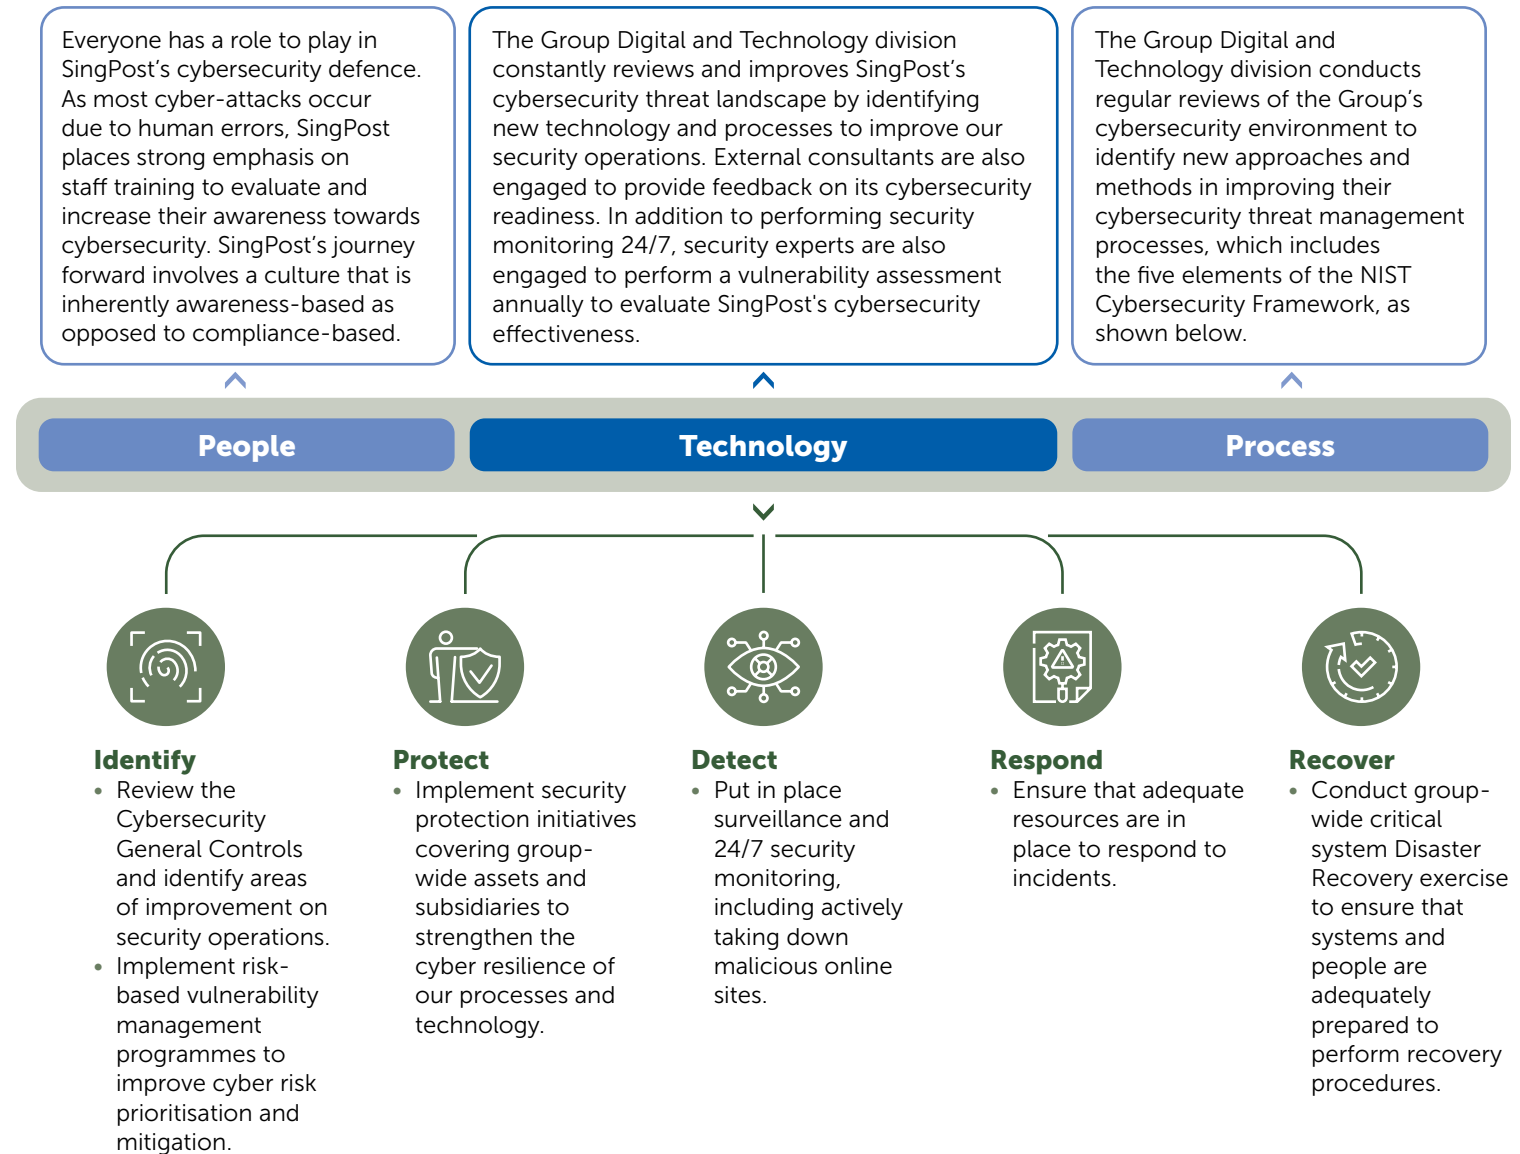 Everyone has a role to play in
SingPost’s cybersecurity defence.
As most cyber-attacks occur
due to human errors, SingPost
places strong emphasis on
staff training to evaluate and
increase their awareness towards
cybersecurity. SingPost’s journey
forward involves a culture that is
inherently awareness-based as
opposed to compliance-based.
The Group Digital and Technology division
constantly reviews and improves SingPost’s
cybersecurity threat landscape by identifying
new technology and processes to improve our
security operations. External consultants are also
engaged to provide feedback on its cybersecurity
readiness. In addition to performing security
monitoring 24/7, security experts are also
engaged to perform a vulnerability assessment
annually to evaluate SingPost's cybersecurity
effectiveness.
The Group Digital and
Technology division conducts
regular reviews of the Group’s
cybersecurity environment to
identify new approaches and
methods in improving their
cybersecurity threat management
processes, which includes
the five elements of the NIST
Cybersecurity Framework, as
shown below.
People
Technology
Process
Identify
• Review the
Cybersecurity
General Controls
and identify areas
of improvement on
security operations.
• Implement risk-
based vulnerability
management
programmes to
improve cyber risk
prioritisation and
mitigation.
Protect
• Implement security
protection initiatives
covering group-
wide assets and
subsidiaries to
strengthen the
cyber resilience of
our processes and
technology.
Detect
• Put in place
surveillance and
24/7 security
monitoring,
including actively
taking down
malicious online
sites.
Respond
• Ensure that adequate
resources are in
place to respond to
incidents.
Recover
• Conduct group-
wide critical
system Disaster
Recovery exercise
to ensure that
systems and
people are
adequately
prepared to
perform recovery
procedures.